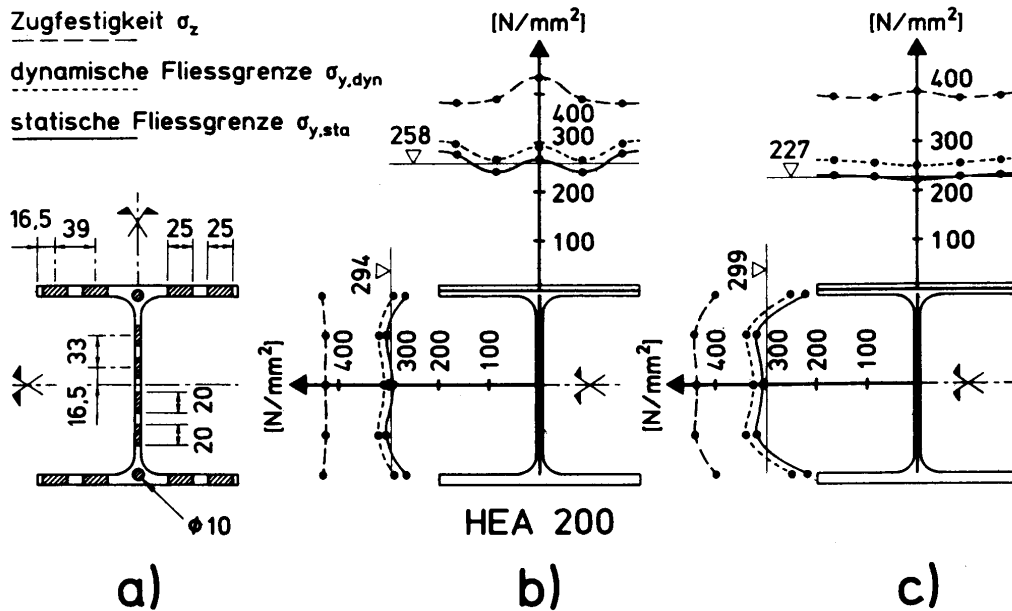 Zugfestigkeit σz
dynamische Fliessgrenze σy,dyn
statische Fliessgrenze σy,sta
16,5 39 25 25
33
16,5
20
20
ϕ10
a)
[N/mm²]
400
300
258
200
100
294
400 300 200 100
[N/mm²]
HEA 200
b)
[N/mm²]
400
300
227
200
100
299
400 300 200 100
[N/mm²]
c)